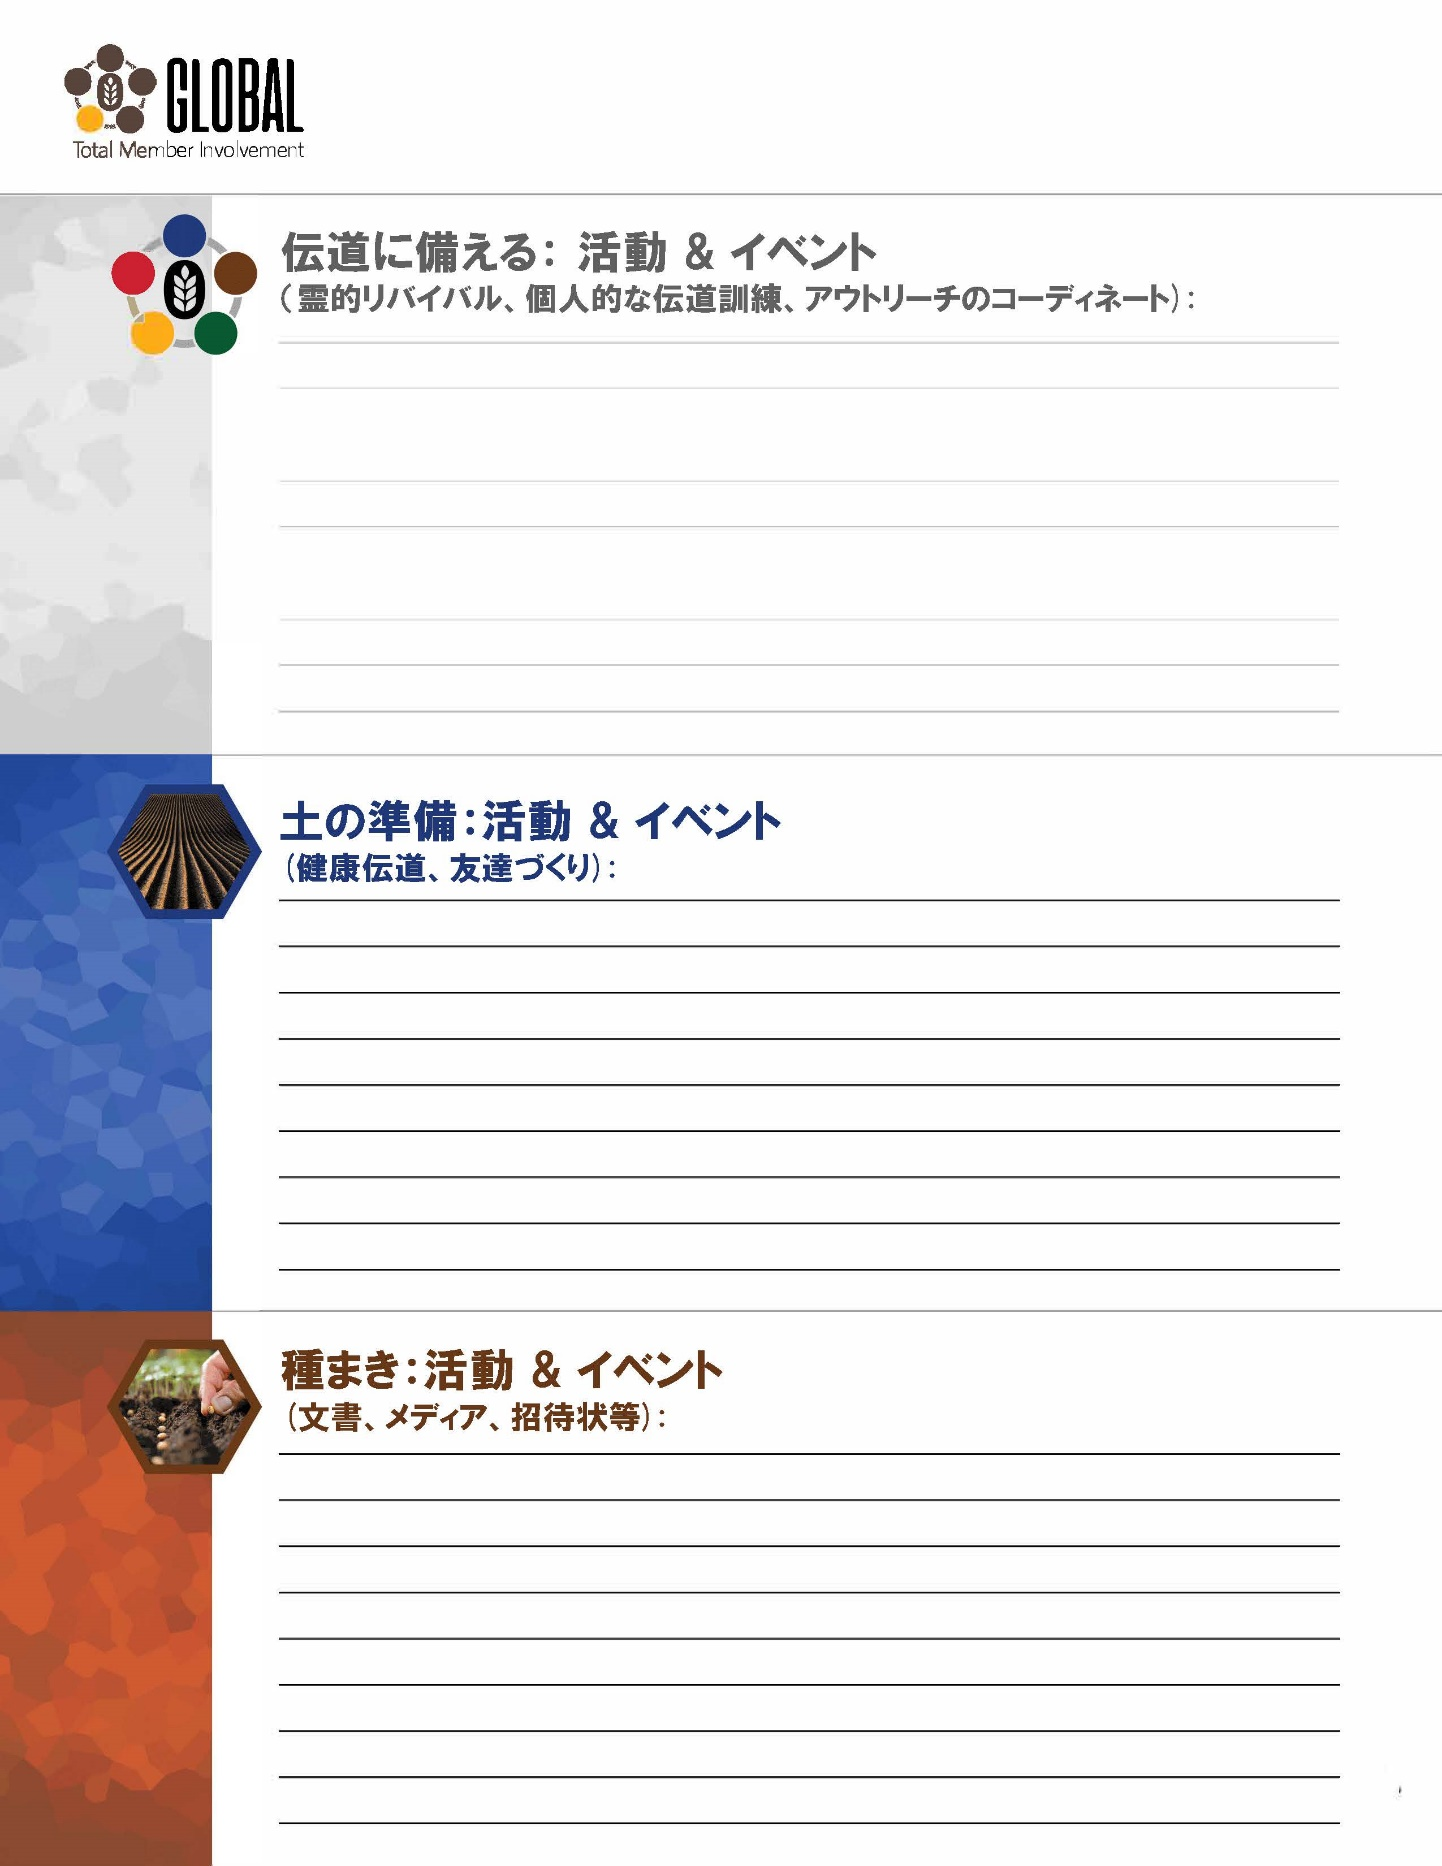 GLOBAL
Total Member Involvement
伝道に備える: 活動 & イベント
(霊的リバイバル、個人的な伝道訓練、アウトリーチのコーディネート):
土の準備:活動 & イベント
(健康伝道、友達づくり):
種まき:活動 & イベント
(文書、メディア、招待状等):